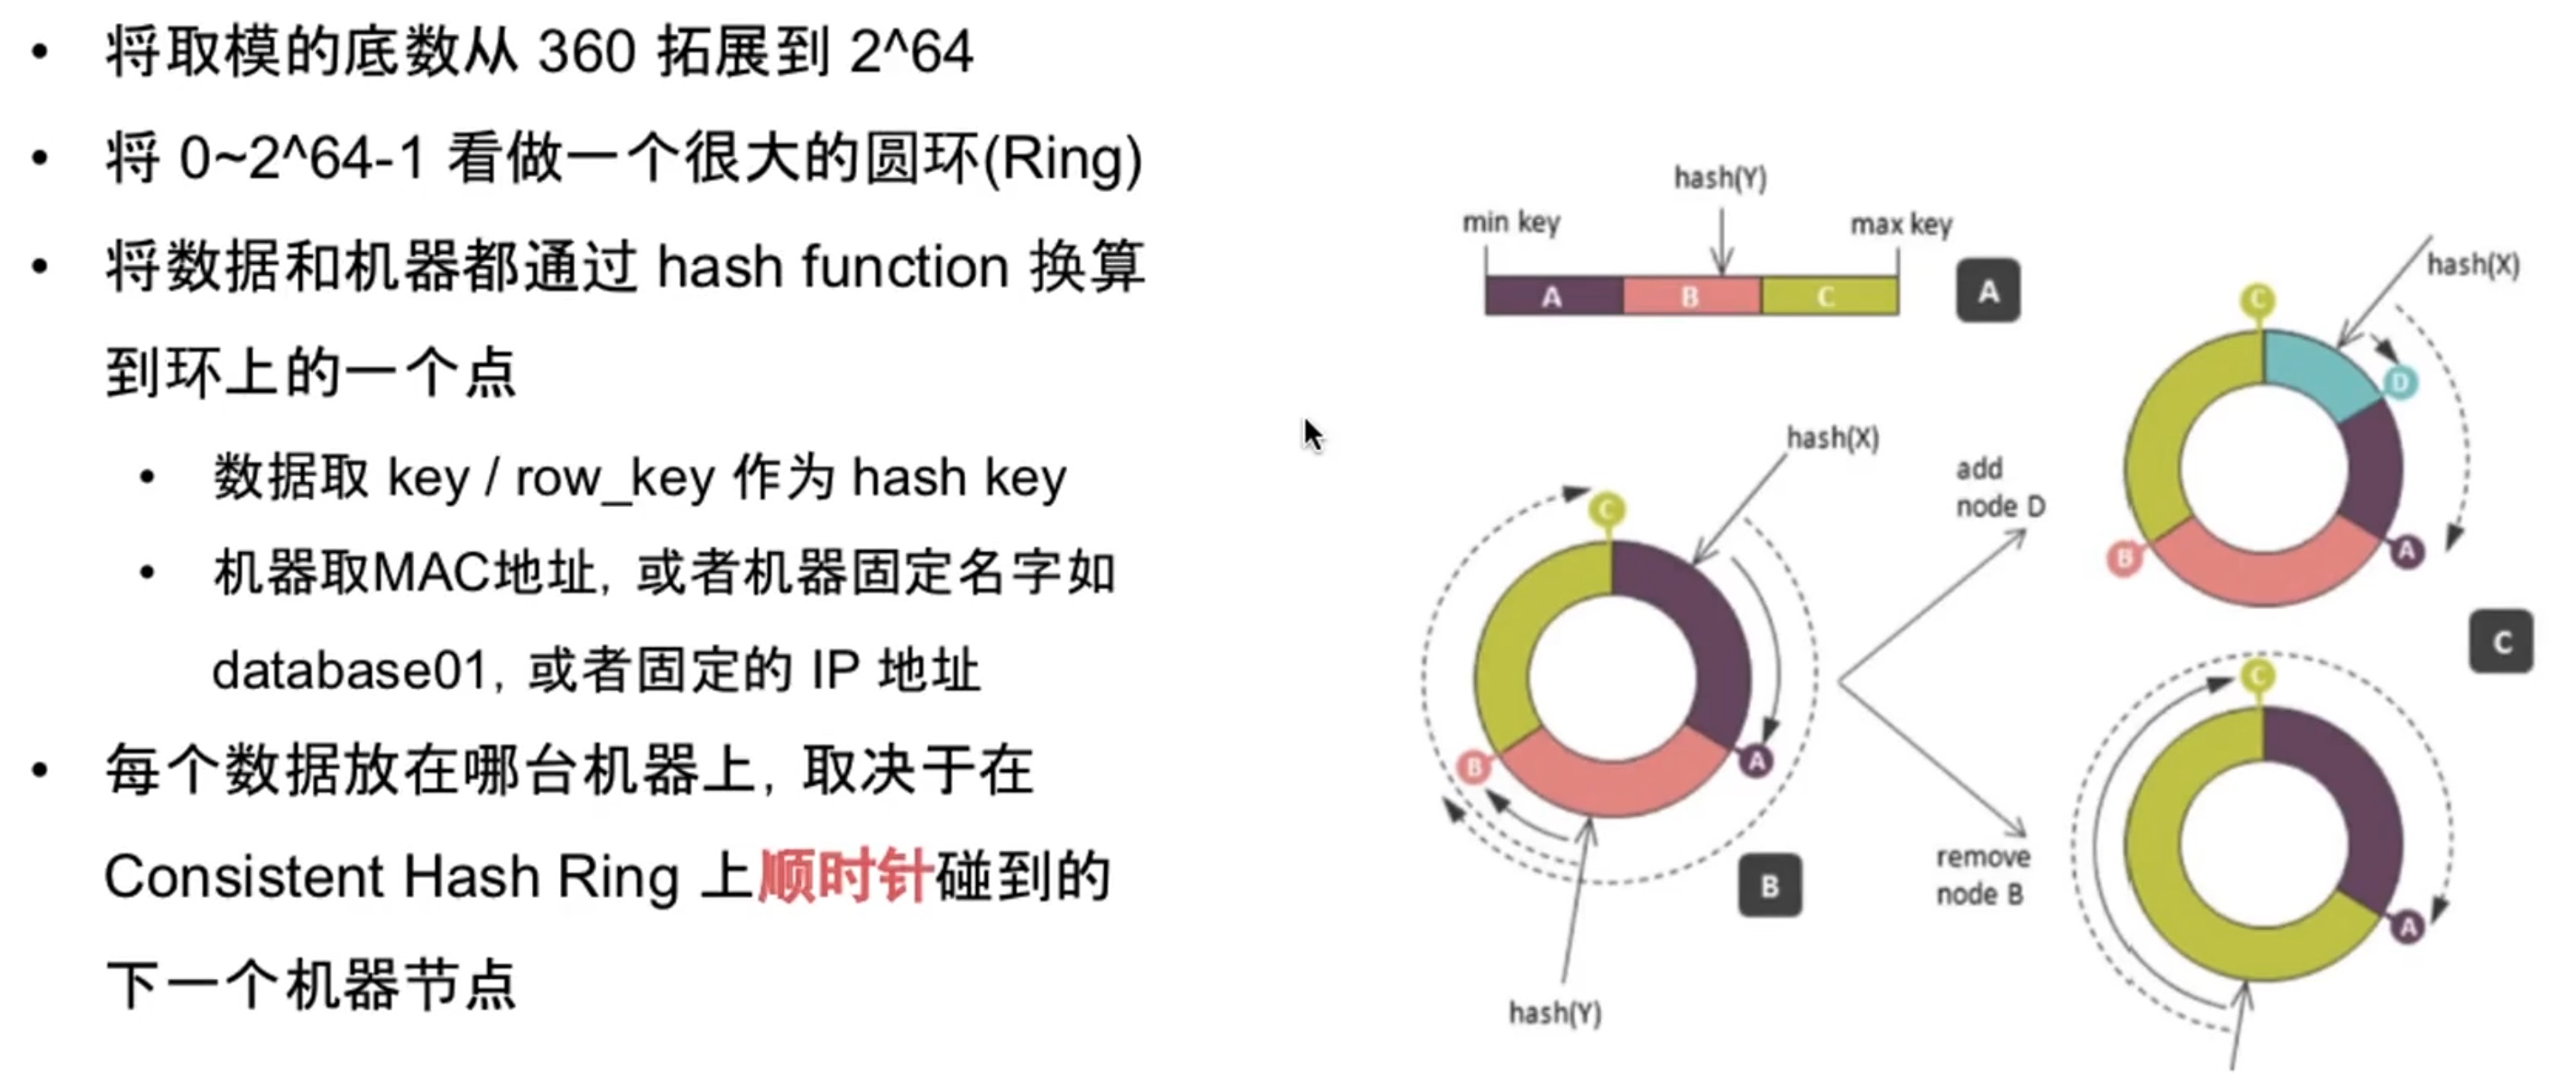 • 将取模的底数从 360 拓展到 2^64
• 将 0~2^64-1 看做一个很大的圆环(Ring)
• 将数据和机器都通过 hash function 换算
到环上的一个点
• 数据取 key / row_key 作为 hash key
• 机器取MAC地址, 或者机器固定名字如
database01, 或者固定的 IP 地址
• 每个数据放在哪台机器上, 取决于在
Consistent Hash Ring 上顺时针碰到的
下一个机器节点
hash(Y)
min key
max key
A
B
C
A
hash(X)
C
A
B
hash(Y)
B
add
node D
remove
node B
hash(X)
C
D
A
B
C
C
A